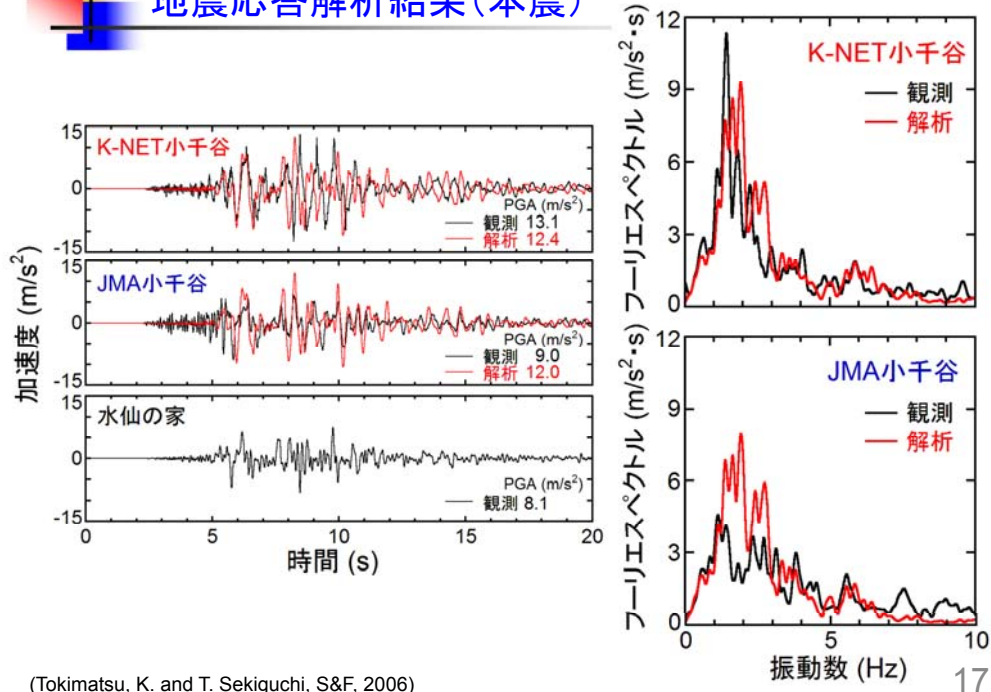 地震応答解析結果（本震）
加速度 (m/s²)
15
K-NET小千谷
0
PGA (m/s²)
観測 13.1
解析 12.4
-15
15
JMA小千谷
0
PGA (m/s²)
観測 9.0
解析 12.0
-15
15
水仙の家
0
PGA (m/s²)
観測 8.1
-15
0 5 10 15 20
時間 (s)
フーリエスペクトル (m/s²・s)
12
K-NET小千谷
9
観測
解析
6
3
0
フーリエスペクトル (m/s²・s)
12
JMA小千谷
9
観測
解析
6
3
0
0 5 10
振動数 (Hz)
(Tokimatsu, K. and T. Sekiguchi, S&F, 2006)
17